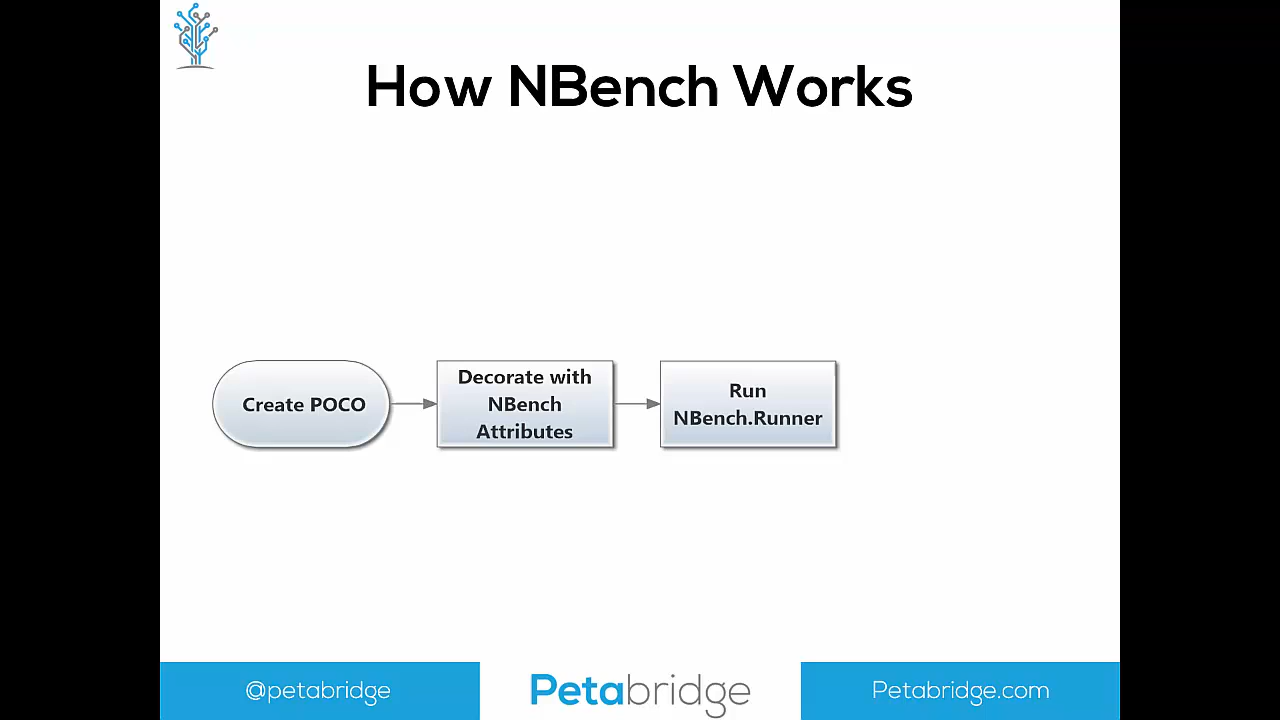 How NBench Works
Create POCO
Decorate with
NBench
Attributes
Run
NBench.Runner
@petabridge
Petabridge
Petabridge.com